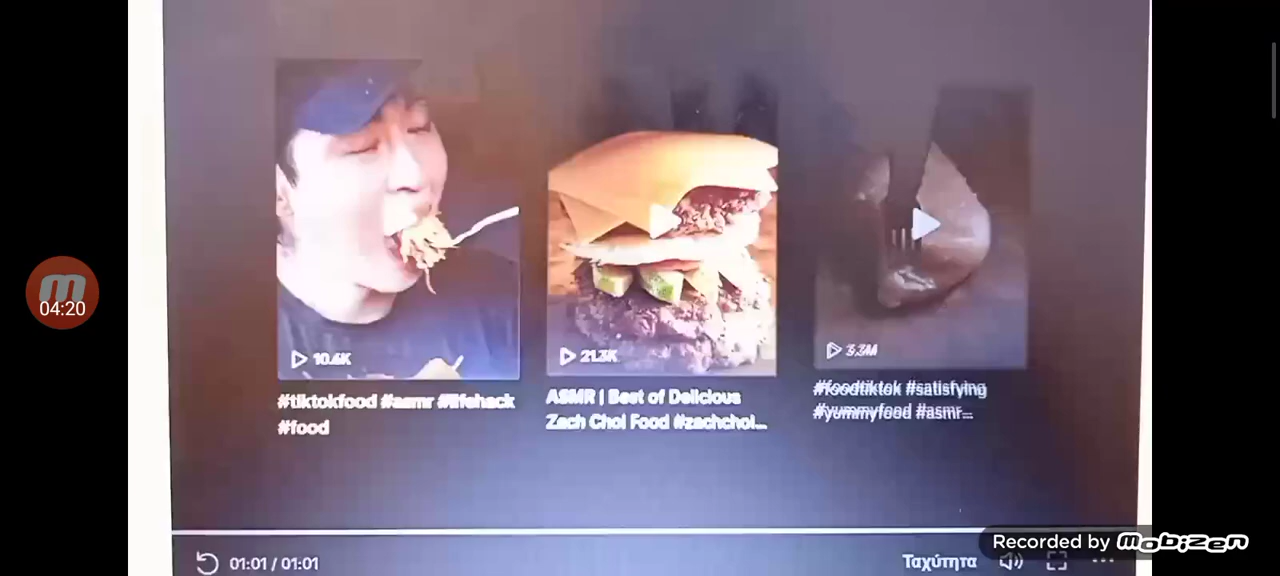 04:20
10.6K
21.3K
3.3M
#tiktokfood #asmr #lifehack
#food
ASMR | Best of Delicious
Zach Choi Food #zachchoi...
#foodtiktok #satisfying
#yummyfood #asmr...
01:01 / 01:01
Ταχύτητα
Recorded by mobizen